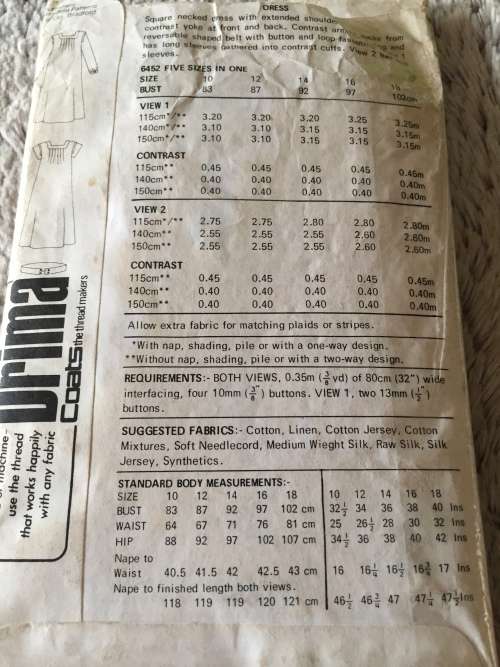 DRESS
Square necked dress with extended
contrast yoke at front and back. Contrast from
reversable shaped belt with button and loop and
has long sleeves gathered into contrast cuffs. View 2
sleeves.
6452 FIVE SIZES IN ONE
SIZE 10 12 14 16 18
BUST 83 87 92 97 102cm
VIEW 1
115cm*/** 3.20 3.20 3.20 3.25 3.25m
140cm*/** 3.10 3.10 3.15 3.15 3.15m
150cm*/** 3.10 3.10 3.15 3.15 3.15m
CONTRAST
115cm** 0.45 0.45 0.45 0.45 0.45m
140cm** 0.40 0.40 0.40 0.40 0.40m
150cm** 0.40 0.40 0.40 0.40 0.40m
VIEW 2
115cm*/** 2.75 2.75 2.80 2.80 2.80m
140cm** 2.55 2.55 2.55 2.60 2.60m
150cm** 2.55 2.55 2.55 2.60 2.60m
CONTRAST
115cm** 0.45 0.45 0.45 0.45 0.45m
140cm** 0.40 0.40 0.40 0.40 0.40m
150cm** 0.40 0.40 0.40 0.40 0.40m
Allow extra fabric for matching plaids or stripes.
*With nap, shading, pile or with a one-way design.
**Without nap, shading, pile or with a two-way design.
REQUIREMENTS:- BOTH VIEWS, 0.35m (3/8 yd) of 80cm (32") wide
interfacing, four 10mm (3/8") buttons. VIEW 1, two 13mm (1/2")
buttons.
SUGGESTED FABRICS:- Cotton, Linen, Cotton Jersey, Cotton
Mixtures, Soft Needlecord, Medium Wieght Silk, Raw Silk, Silk
Jersey, Synthetics.
STANDARD BODY MEASUREMENTS:-
SIZE 10 12 14 16 18 10 12 14 16 18
BUST 83 87 92 97 102 cm 32½ 34 36 38 40 Ins
WAIST 64 67 71 76 81 cm 25 26½ 28 30 32 Ins
HIP 88 92 97 102 107 cm 34½ 36 38 40 42 Ins
Nape to
Waist 40.5 41.5 42 42.5 43 cm 16 16¼ 16½ 16¾ 17 Ins
Nape to finished length both views.
118 119 119 120 121 cm 46½ 46¾ 47 47¼ 47½ Ins
Bradford
Drima
Coats the thread makers
machine-
use the thread
that works happily
with any fabric